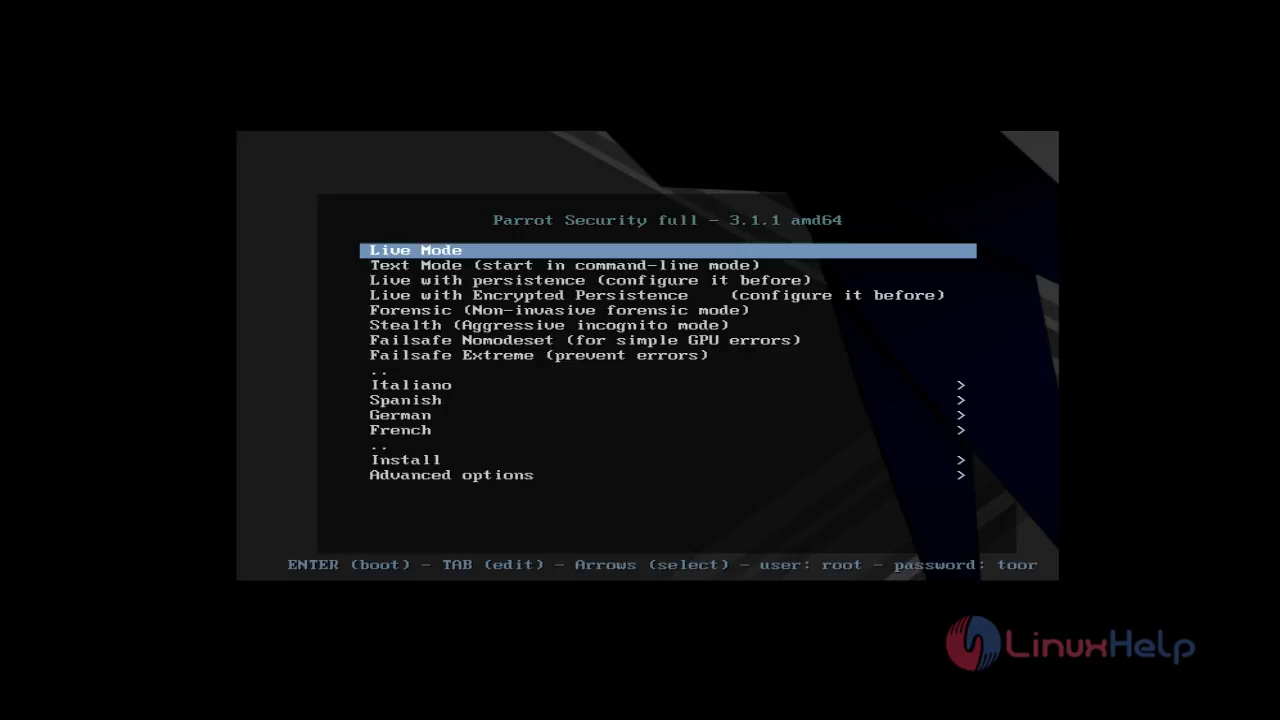 Parrot Security full - 3.1.1 amd64
Live Mode
Text Mode (start in command-line mode)
Live with persistence (configure it before)
Live with Encrypted Persistence    (configure it before)
Forensic (Non-invasive forensic mode)
Stealth (Aggressive incognito mode)
Failsafe Nomodeset (for simple GPU errors)
Failsafe Extreme (prevent errors)
..
Italiano >
Spanish >
German >
French >
..
Install >
Advanced options >
ENTER (boot) - TAB (edit) - Arrows (select) - user: root - password: toor
LinuxHelp